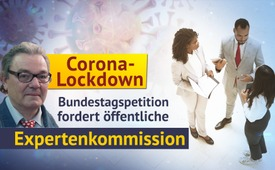 Corona-
Lockdown
Bundestagspetition
fordert öffentliche
Expertenkommission